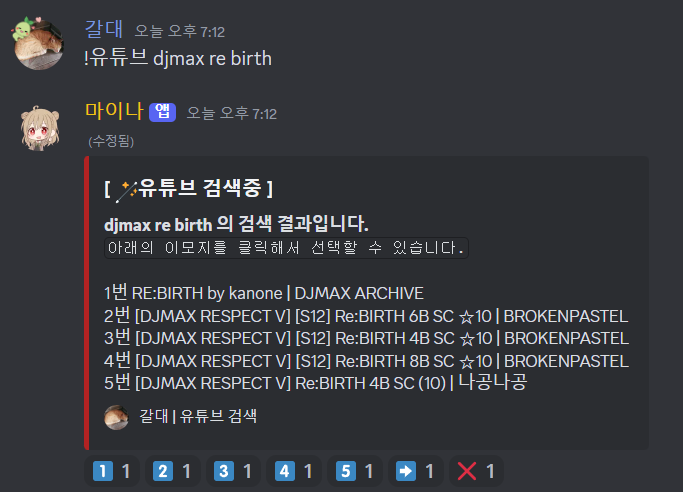 갈대 오늘 오후 7:12
!유튜브 djmax re birth
마이나 앱 오늘 오후 7:12
(수정됨)
[ 유튜브 검색중 ]
djmax re birth 의 검색 결과입니다.
아래의 이모지를 클릭해서 선택할 수 있습니다.
1번 RE:BIRTH by kanone | DJMAX ARCHIVE
2번 [DJMAX RESPECT V] [S12] Re:BIRTH 6B SC ☆10 | BROKENPASTEL
3번 [DJMAX RESPECT V] [S12] Re:BIRTH 4B SC ☆10 | BROKENPASTEL
4번 [DJMAX RESPECT V] [S12] Re:BIRTH 8B SC ☆10 | BROKENPASTEL
5번 [DJMAX RESPECT V] Re:BIRTH 4B SC (10) | 나공나공
갈대 | 유튜브 검색
1 1 2 1 3 1 4 1 5 1 ➡ 1 ❌ 1